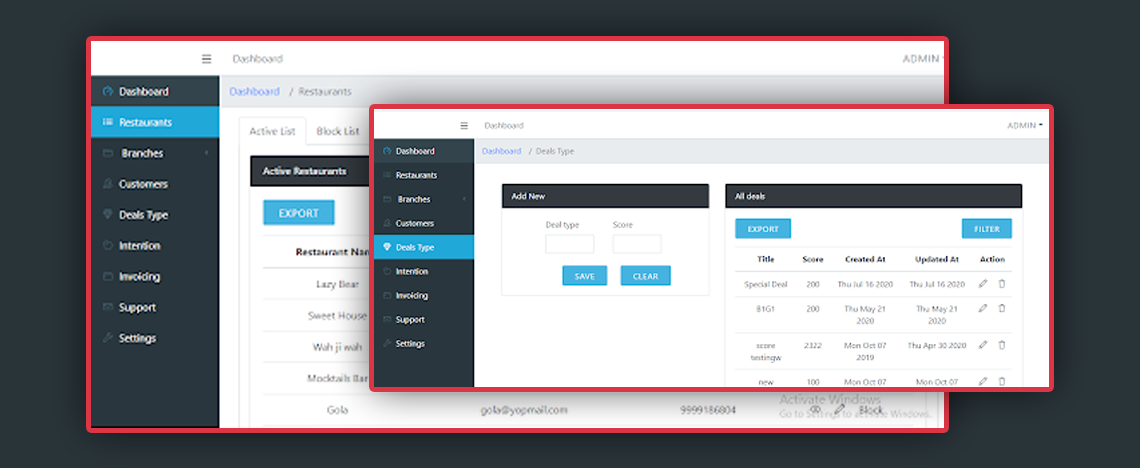 Dashboard
ADMIN
Dashboard
Restaurants
Branches
Customers
Deals Type
Intention
Invoicing
Support
Settings
Dashboard / Restaurants
Active List Block List
Active Restaurants
EXPORT
Restaurant Nam
Lazy Bear
Sweet House
Wah ji wah
Mocktails Bar
Gola gola@yopmail.com 9999186804 Block
Dashboard
ADMIN
Dashboard
Restaurants
Branches
Customers
Deals Type
Intention
Invoicing
Support
Settings
Dashboard / Deals Type
Add New
Deal type Score
SAVE CLEAR
All deals
EXPORT FILTER
Title Score Created At Updated At Action
Special Deal 200 Thu Jul 16 2020 Thu Jul 16 2020
B1G1 200 Thu May 21 2020 Thu May 21 2020
score testingw 2322 Mon Oct 07 2019 Thu Apr 30 2020
new 100 Mon Oct 07 Mon Oct 07
Activate Windows
Go to Settings to activate Windows.